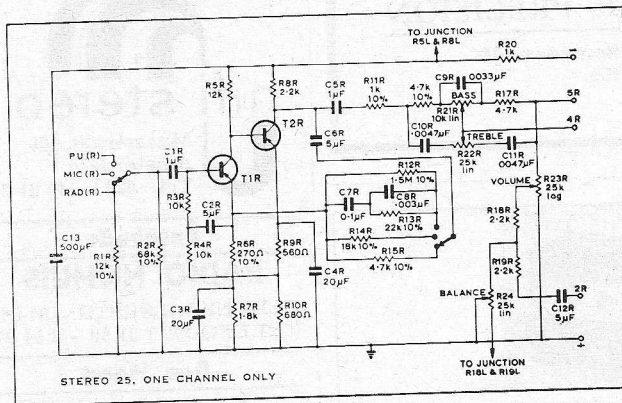 TO JUNCTION
R5L & R8L
R20
1k
−
R5R
12k
R8R
2·2k
C5R
1µF
R11R
1k
10%
4·7k
10%
C9R
·0033µF
BASS
R21R
10k lin
R17R
4·7k
5R
4R
C6R
5µF
C10R
·0047µF
TREBLE
R22R
25k
lin
C11R
·0047µF
T2R
T1R
PU(R)
MIC(R)
RAD(R)
C1R
1µF
R3R
10k
C2R
5µF
R12R
1·5M 10%
C7R
0·1µF
C8R
·003µF
R13R
22k 10%
R14R
18k 10%
R15R
4·7k 10%
VOLUME
R23R
25k
log
R18R
2·2k
R19R
2·2k
C13
500µF
R1R
12k
10%
R2R
68k
10%
R4R
10k
R6R
270Ω
10%
R9R
560Ω
C4R
20µF
C3R
20µF
R7R
1·8k
R10R
680Ω
BALANCE
R24
25k
lin
2R
C12R
5µF
+
TO JUNCTION
R18L & R19L
STEREO 25, ONE CHANNEL ONLY